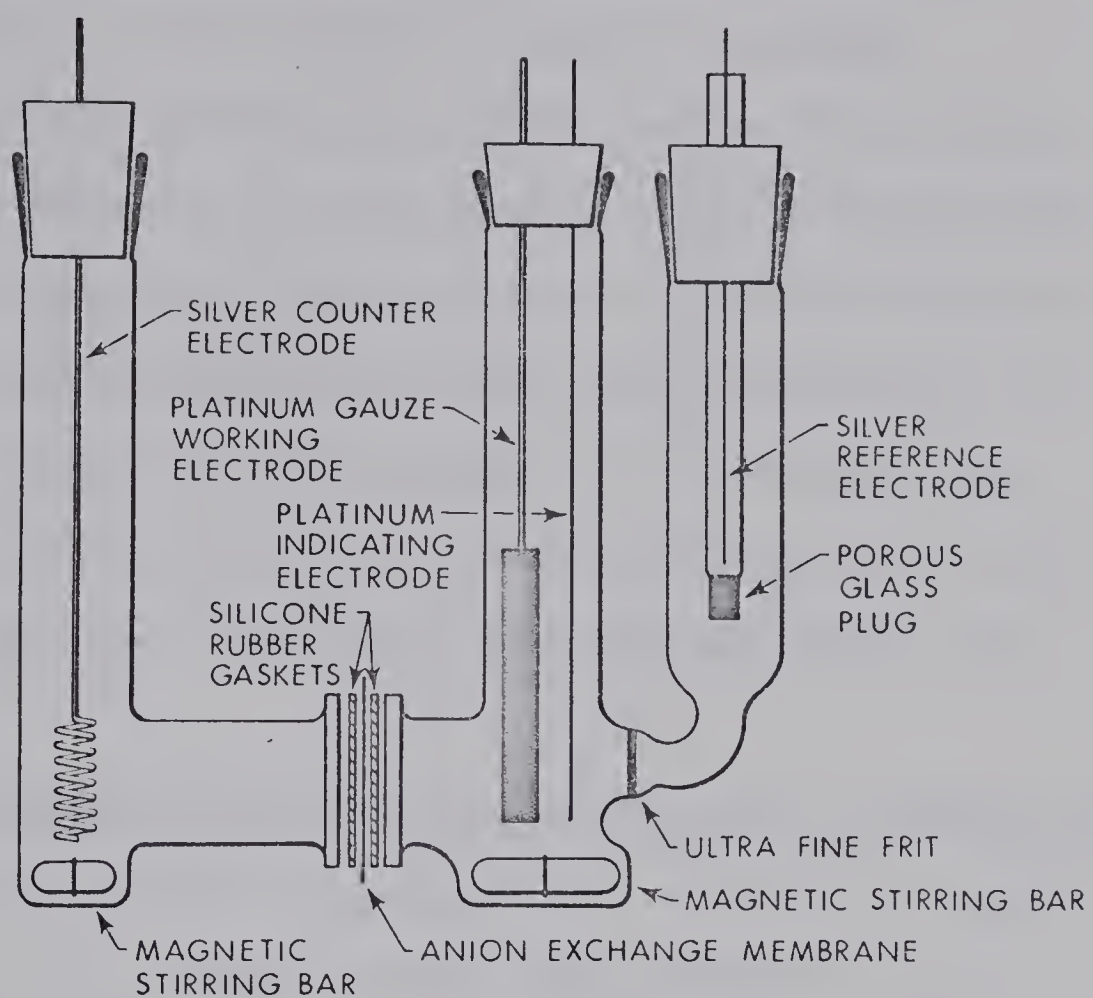 SILVER COUNTER
ELECTRODE
PLATINUM GAUZE
WORKING
ELECTRODE
PLATINUM
INDICATING
ELECTRODE
SILICONE
RUBBER
GASKETS
SILVER
REFERENCE
ELECTRODE
POROUS
GLASS
PLUG
ULTRA FINE FRIT
MAGNETIC STIRRING BAR
ANION EXCHANGE MEMBRANE
MAGNETIC
STIRRING BAR